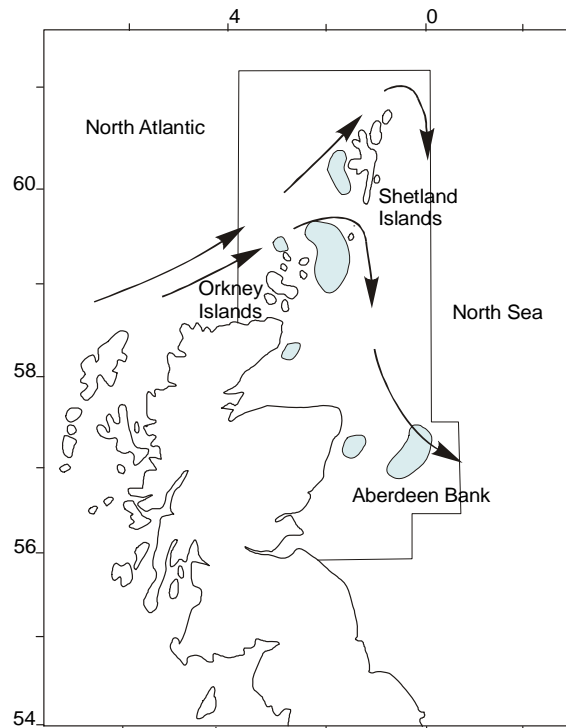 4
0
North Atlantic
60
Shetland
Islands
Orkney
Islands
North Sea
58
Aberdeen Bank
56
54